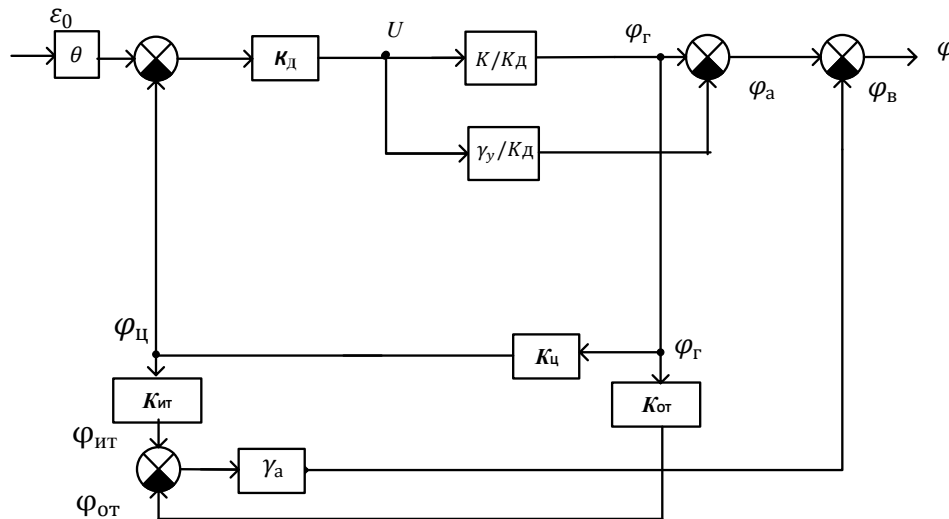 ε₀
θ
Kд
U
K/Kд
φг
φа
φв
φ
γу/Kд
φц
Kц
φг
Kит
Kот
φит
γа
φот